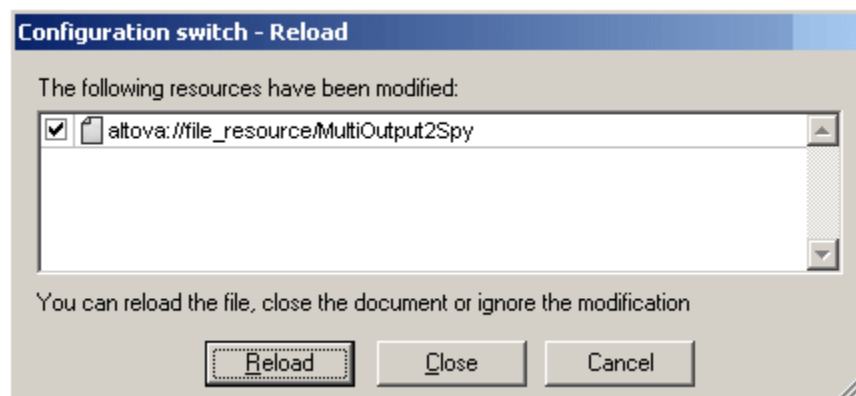 Configuration switch - Reload
The following resources have been modified:
altova://file_resource/MultiOutput2Spy
You can reload the file, close the document or ignore the modification
Reload Close Cancel